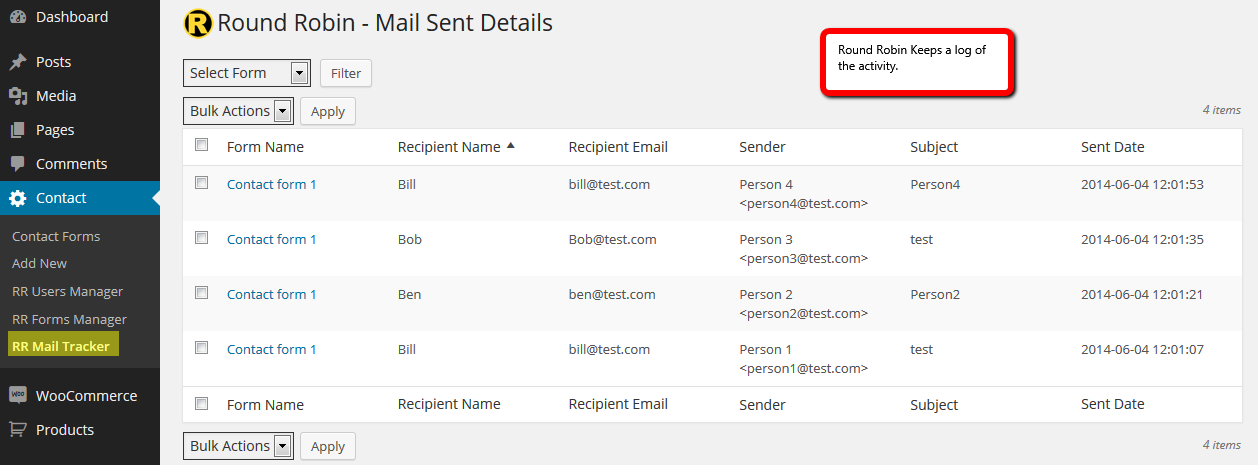 Dashboard
Posts
Media
Pages
Comments
Contact
Contact Forms
Add New
RR Users Manager
RR Forms Manager
RR Mail Tracker
WooCommerce
Products
R Round Robin - Mail Sent Details
Round Robin Keeps a log of
the activity.
Select Form Filter
Bulk Actions Apply 4 items
Form Name Recipient Name Recipient Email Sender Subject Sent Date
Contact form 1 Bill bill@test.com Person 4 Person4 2014-06-04 12:01:53
<person4@test.com>
Contact form 1 Bob Bob@test.com Person 3 test 2014-06-04 12:01:35
<person3@test.com>
Contact form 1 Ben ben@test.com Person 2 Person2 2014-06-04 12:01:21
<person2@test.com>
Contact form 1 Bill bill@test.com Person 1 test 2014-06-04 12:01:07
<person1@test.com>
Form Name Recipient Name Recipient Email Sender Subject Sent Date
Bulk Actions Apply 4 items